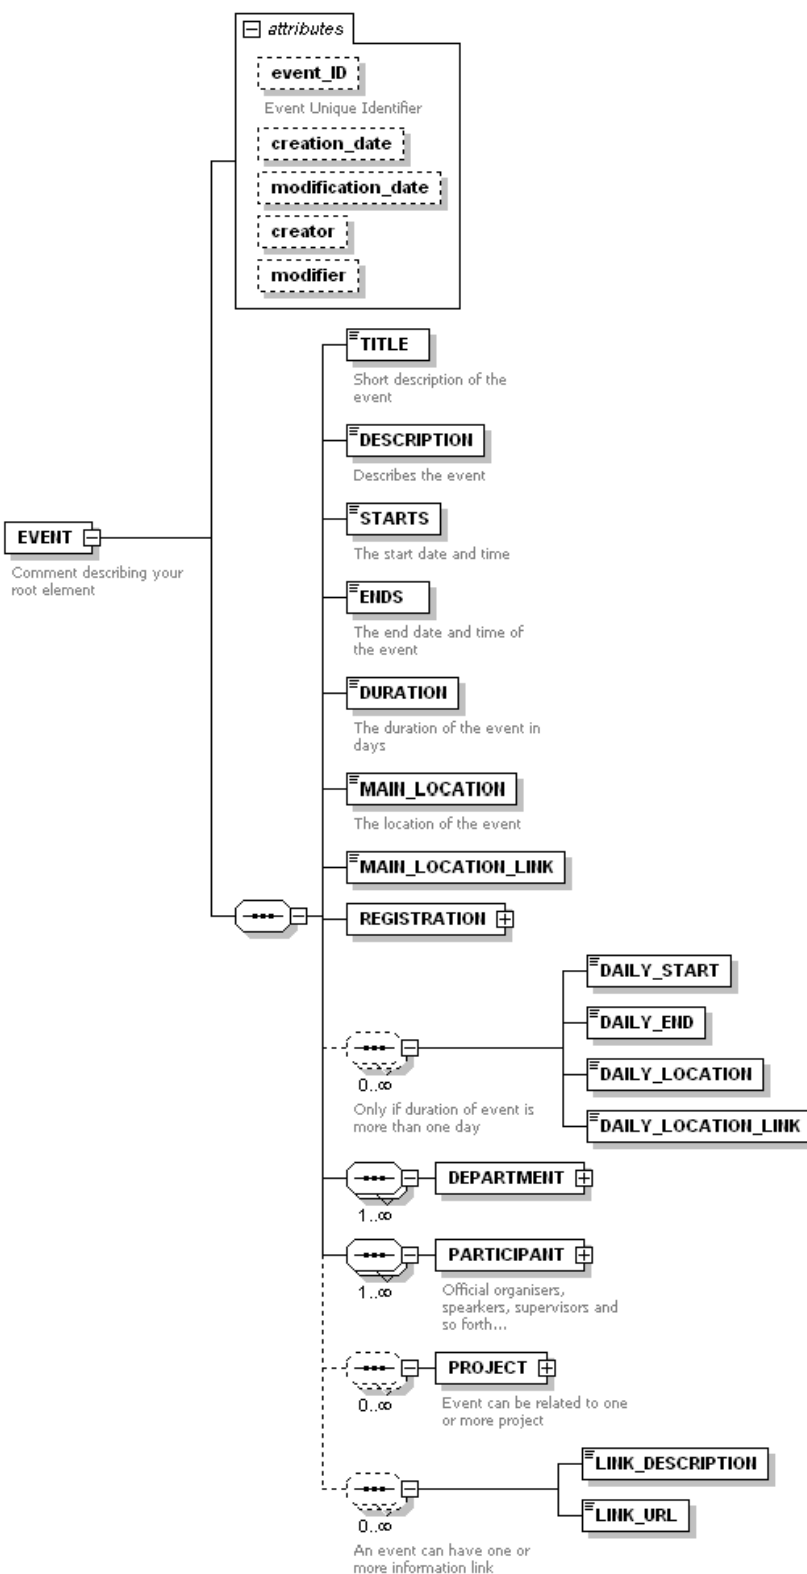 attributes
event_ID
Event Unique Identifier
creation_date
modification_date
creator
modifier
TITLE
Short description of the
event
DESCRIPTION
Describes the event
STARTS
The start date and time
EVENT
Comment describing your
root element
ENDS
The end date and time of
the event
DURATION
The duration of the event in
days
MAIN_LOCATION
The location of the event
MAIN_LOCATION_LINK
REGISTRATION
DAILY_START
DAILY_END
DAILY_LOCATION
DAILY_LOCATION_LINK
0..∞
Only if duration of event is
more than one day
DEPARTMENT
1..∞
PARTICIPANT
1..∞
Official organisers,
spearkers, supervisors and
so forth...
PROJECT
0..∞
Event can be related to one
or more project
LINK_DESCRIPTION
LINK_URL
0..∞
An event can have one or
more information link